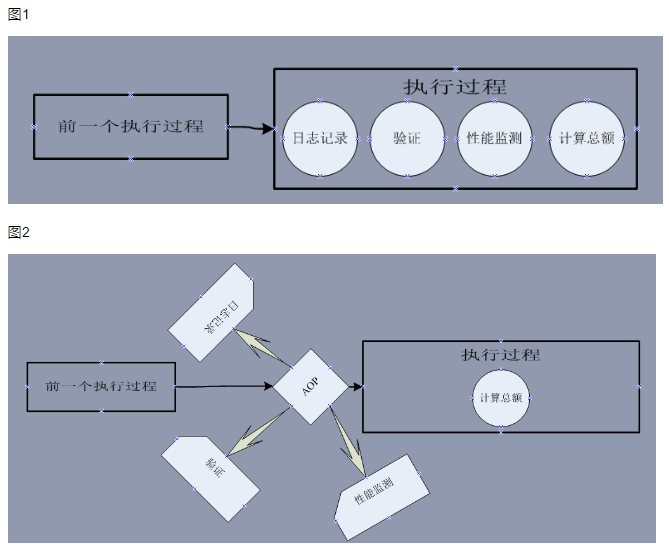 图1
执行过程
前一个执行过程
日志记录
验证
性能监测
计算总额
图2
日志记录
执行过程
前一个执行过程
AOP
计算总额
验证
性能监测